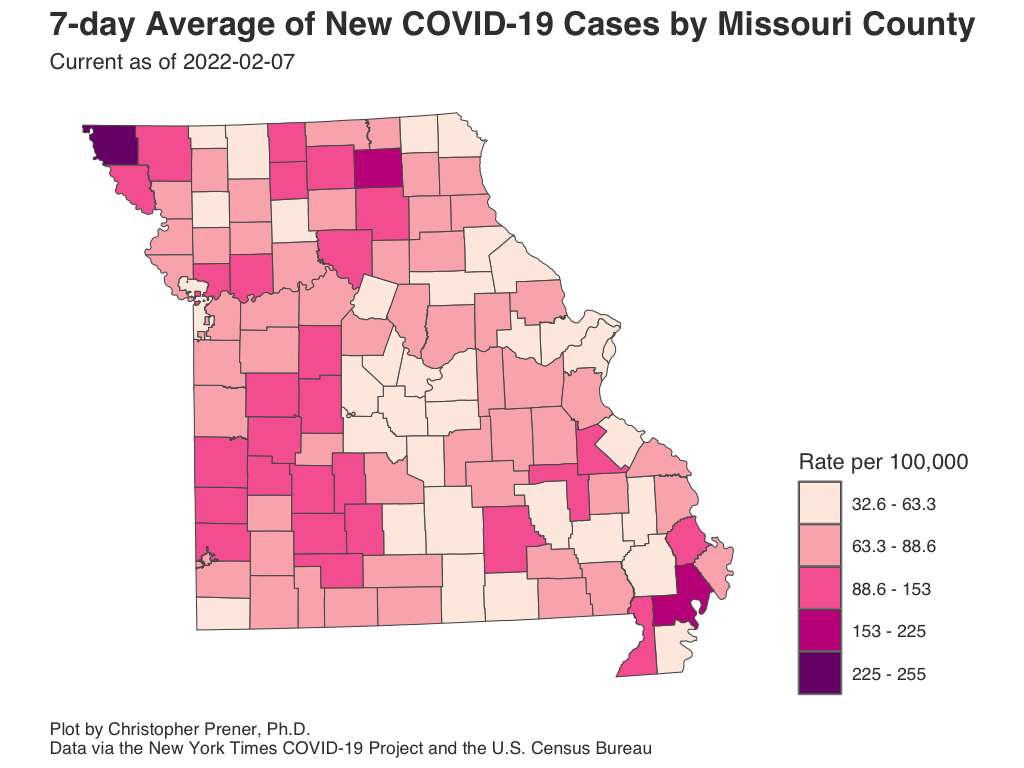 7-day Average of New COVID-19 Cases by Missouri County
Current as of 2022-02-07
Rate per 100,000
32.6 - 63.3
63.3 - 88.6
88.6 - 153
153 - 225
225 - 255
Plot by Christopher Prener, Ph.D.
Data via the New York Times COVID-19 Project and the U.S. Census Bureau